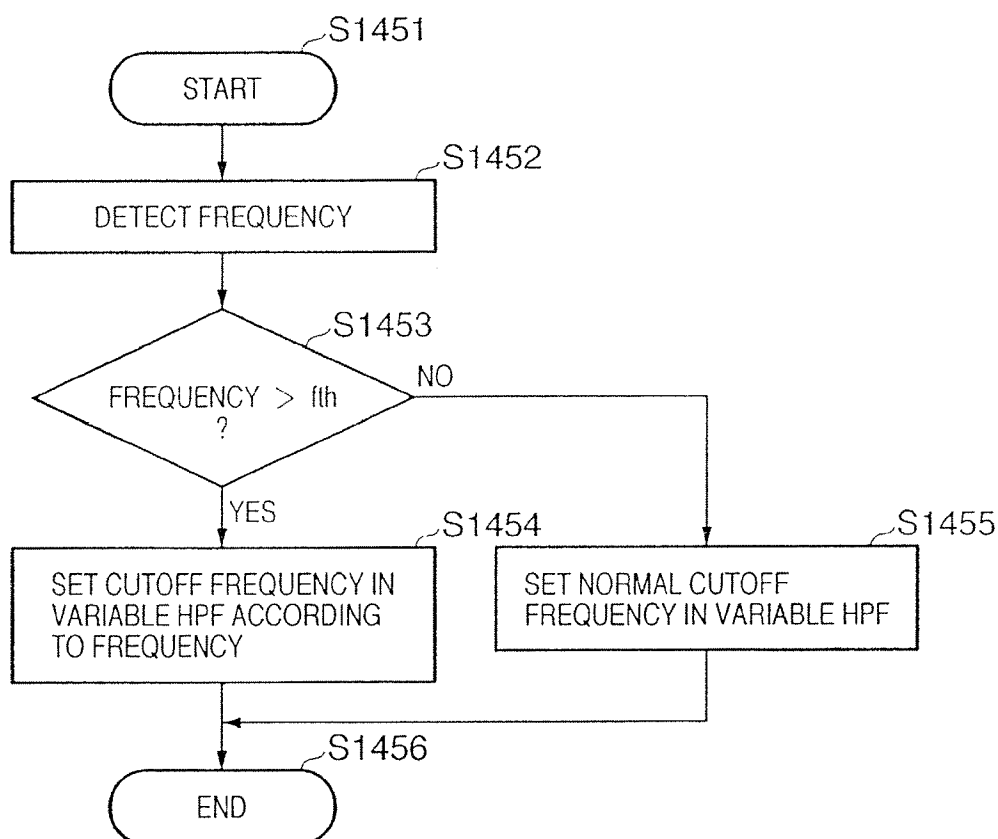 S1451
START
S1452
DETECT FREQUENCY
S1453
FREQUENCY > fth
?
NO
YES
S1454
SET CUTOFF FREQUENCY IN
VARIABLE HPF ACCORDING
TO FREQUENCY
S1455
SET NORMAL CUTOFF
FREQUENCY IN VARIABLE HPF
S1456
END